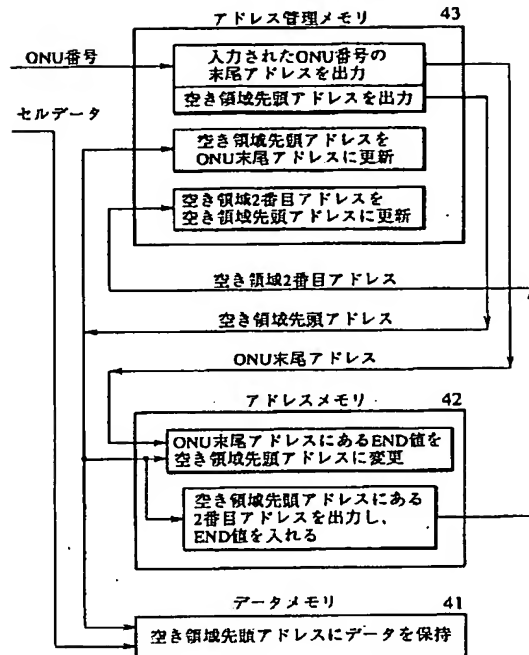 アドレス管理メモリ 43
ONU番号
入力されたONU番号の
末尾アドレスを出力
空き領域先頭アドレスを出力
セルデータ
空き領域先頭アドレスを
ONU末尾アドレスに更新
空き領域2番目アドレスを
空き領域先頭アドレスに更新
空き領域2番目アドレス
空き領域先頭アドレス
ONU末尾アドレス
アドレスメモリ 42
ONU末尾アドレスにあるEND値を
空き領域先頭アドレスに変更
空き領域先頭アドレスにある
2番目アドレスを出力し、
END値を入れる
データメモリ 41
空き領域先頭アドレスにデータを保持